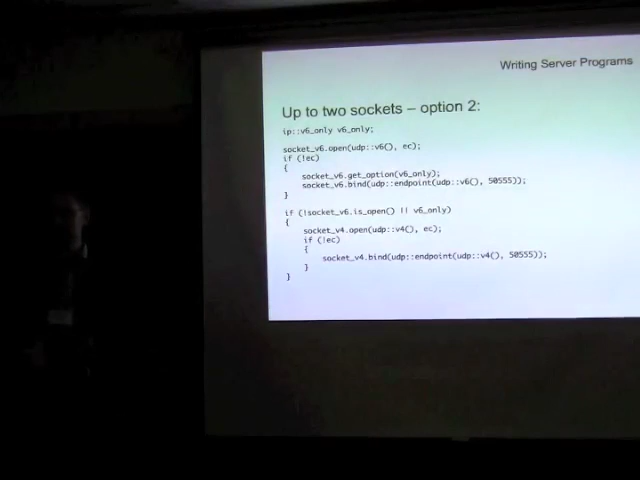 Writing Server Programs
Up to two sockets – option 2:
ip::v6_only v6_only;
socket_v6.open(udp::v6(), ec);
if (!ec)
{
socket_v6.get_option(v6_only);
socket_v6.bind(udp::endpoint(udp::v6(), 50555));
}
if (!socket_v6.is_open() || v6_only)
{
socket_v4.open(udp::v4(), ec);
if (!ec)
{
socket_v4.bind(udp::endpoint(udp::v4(), 50555));
}
}